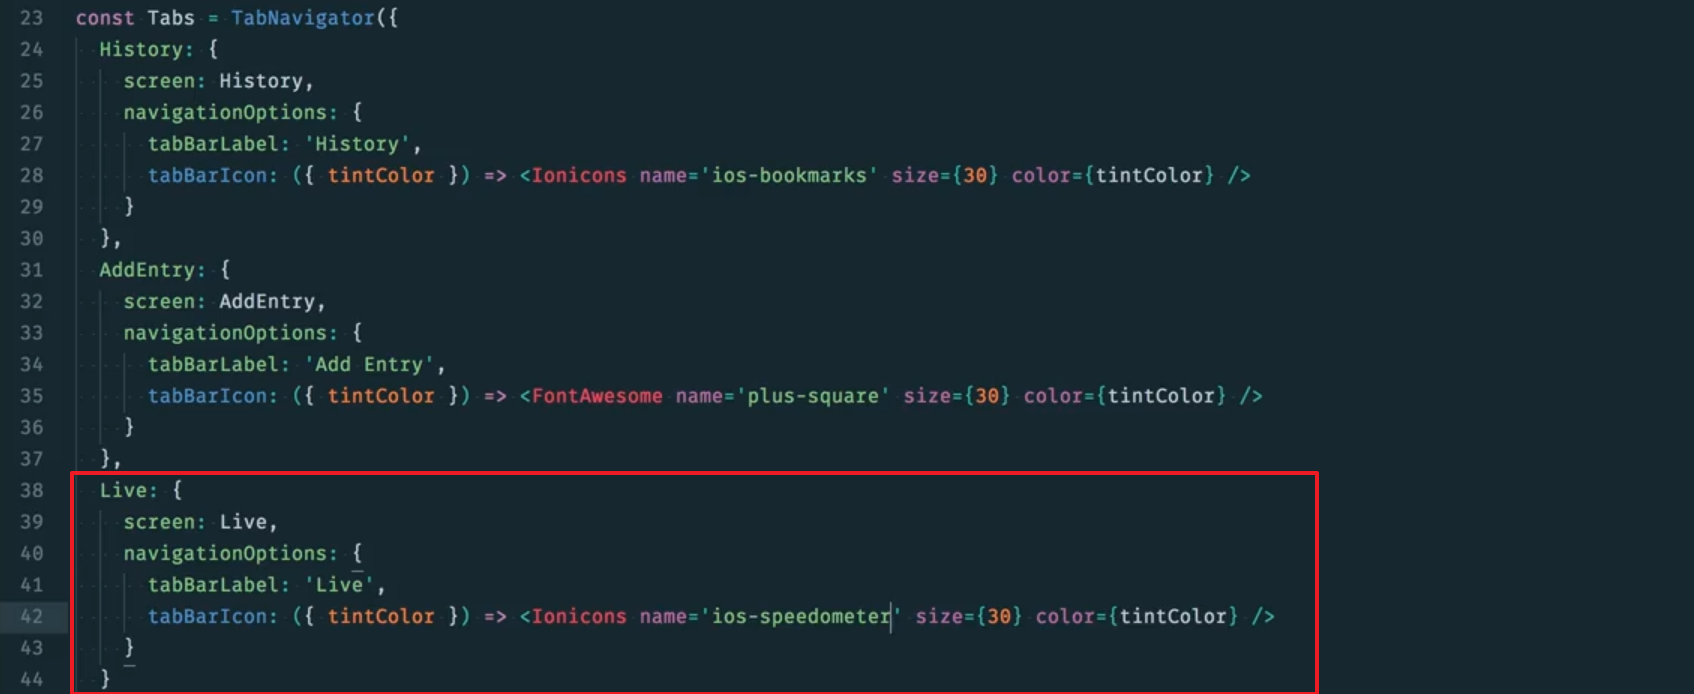 23 const Tabs = TabNavigator({
24 History: {
25 screen: History,
26 navigationOptions: {
27 tabBarLabel: 'History',
28 tabBarIcon: ({ tintColor }) => <Ionicons name='ios-bookmarks' size={30} color={tintColor} />
29 }
30 },
31 AddEntry: {
32 screen: AddEntry,
33 navigationOptions: {
34 tabBarLabel: 'Add Entry',
35 tabBarIcon: ({ tintColor }) => <FontAwesome name='plus-square' size={30} color={tintColor} />
36 }
37 },
38 Live: {
39 screen: Live,
40 navigationOptions: {
41 tabBarLabel: 'Live',
42 tabBarIcon: ({ tintColor }) => <Ionicons name='ios-speedometer' size={30} color={tintColor} />
43 }
44 }